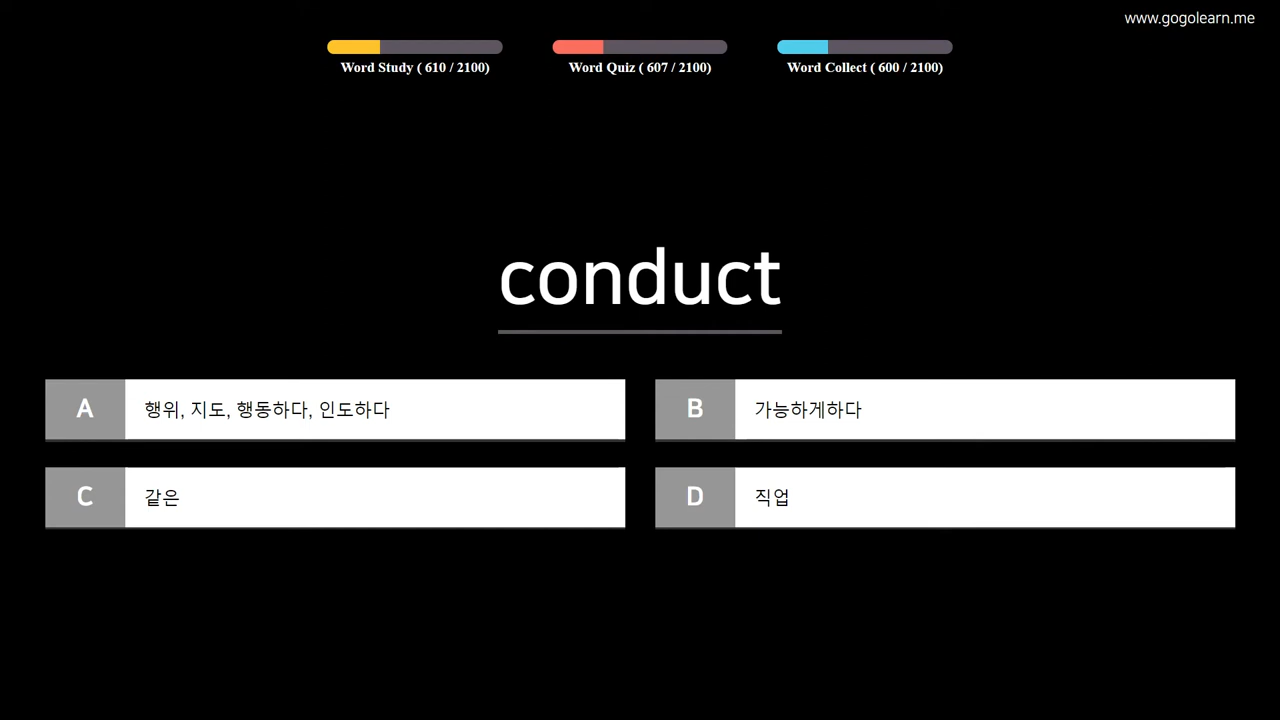 www.gogolearn.me
Word Study ( 610 / 2100)
Word Quiz ( 607 / 2100)
Word Collect ( 600 / 2100)
conduct
A 행위, 지도, 행동하다, 인도하다
B 가능하게하다
C 같은
D 직업